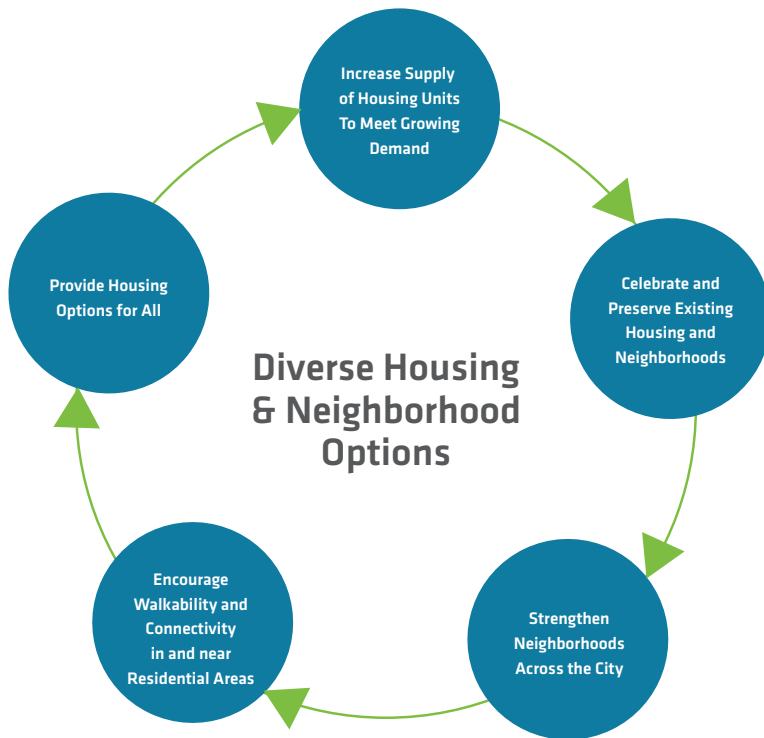 Increase Supply
of Housing Units
To Meet Growing
Demand
Celebrate and
Preserve Existing
Housing and
Neighborhoods
Strengthen
Neighborhoods
Across the City
Encourage
Walkability and
Connectivity
in and near
Residential Areas
Provide Housing
Options for All
Diverse Housing
& Neighborhood
Options